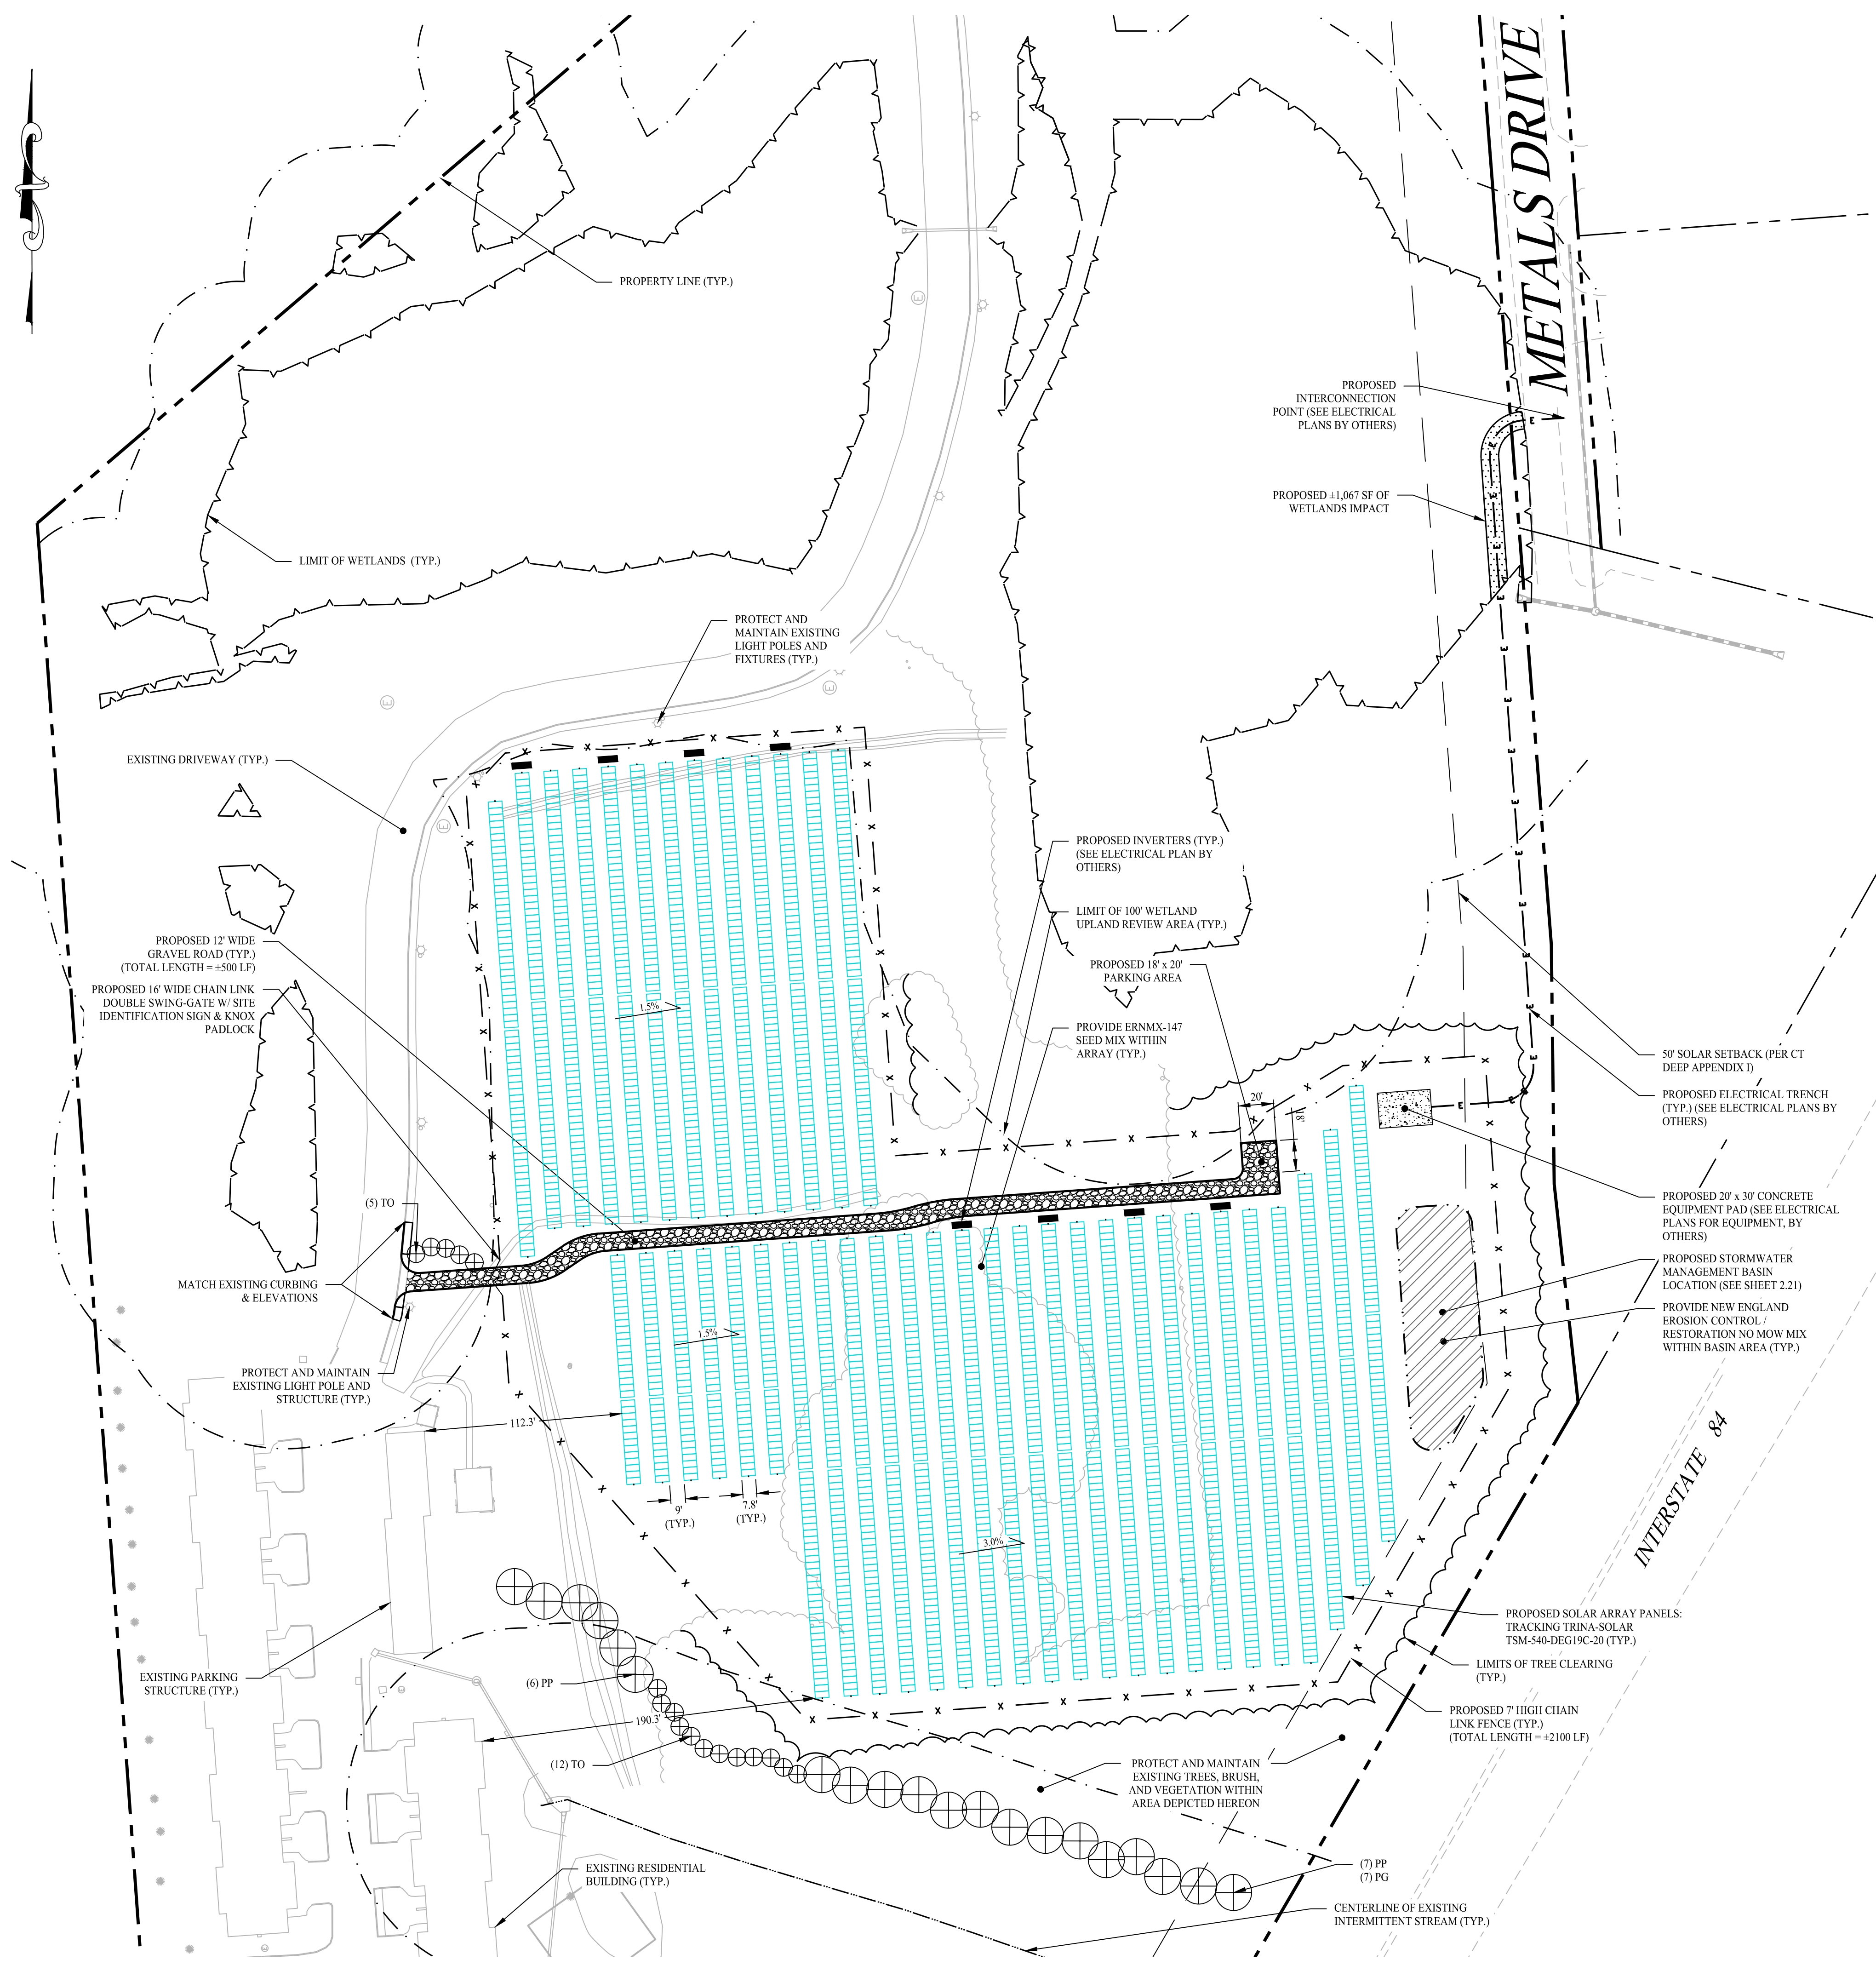 METALS DRIVE
PROPERTY LINE (TYP.)
PROPOSED
INTERCONNECTION
POINT (SEE ELECTRICAL
PLANS BY OTHERS)
PROPOSED ±1,067 SF OF
WETLANDS IMPACT
LIMIT OF WETLANDS (TYP.)
PROTECT AND
MAINTAIN EXISTING
LIGHT POLES AND
FIXTURES (TYP.)
EXISTING DRIVEWAY (TYP.)
PROPOSED INVERTERS (TYP.)
(SEE ELECTRICAL PLAN BY
OTHERS)
LIMIT OF 100' WETLAND
UPLAND REVIEW AREA (TYP.)
PROPOSED 12' WIDE
GRAVEL ROAD (TYP.)
(TOTAL LENGTH = ±500 LF)
PROPOSED 18' x 20'
PARKING AREA
PROPOSED 16' WIDE CHAIN LINK
DOUBLE SWING-GATE W/ SITE
IDENTIFICATION SIGN & KNOX
PADLOCK
1.5%
PROVIDE ERNMX-147
SEED MIX WITHIN
ARRAY (TYP.)
50' SOLAR SETBACK (PER CT
DEEP APPENDIX I)
PROPOSED ELECTRICAL TRENCH
(TYP.) (SEE ELECTRICAL PLANS BY
OTHERS)
20'
18'
(5) TO
PROPOSED 20' x 30' CONCRETE
EQUIPMENT PAD (SEE ELECTRICAL
PLANS FOR EQUIPMENT, BY
OTHERS)
MATCH EXISTING CURBING
& ELEVATIONS
PROPOSED STORMWATER
MANAGEMENT BASIN
LOCATION (SEE SHEET 2.21)
PROVIDE NEW ENGLAND
EROSION CONTROL /
RESTORATION NO MOW MIX
WITHIN BASIN AREA (TYP.)
1.5%
PROTECT AND MAINTAIN
EXISTING LIGHT POLE AND
STRUCTURE (TYP.)
112.3'
INTERSTATE 84
9'
(TYP.)
7.8'
(TYP.)
3.0%
PROPOSED SOLAR ARRAY PANELS:
TRACKING TRINA-SOLAR
TSM-540-DEG19C-20 (TYP.)
EXISTING PARKING
STRUCTURE (TYP.)
(6) PP
LIMITS OF TREE CLEARING
(TYP.)
190.3'
PROPOSED 7' HIGH CHAIN
LINK FENCE (TYP.)
(TOTAL LENGTH = ±2100 LF)
(12) TO
PROTECT AND MAINTAIN
EXISTING TREES, BRUSH,
AND VEGETATION WITHIN
AREA DEPICTED HEREON
EXISTING RESIDENTIAL
BUILDING (TYP.)
(7) PP
(7) PG
CENTERLINE OF EXISTING
INTERMITTENT STREAM (TYP.)